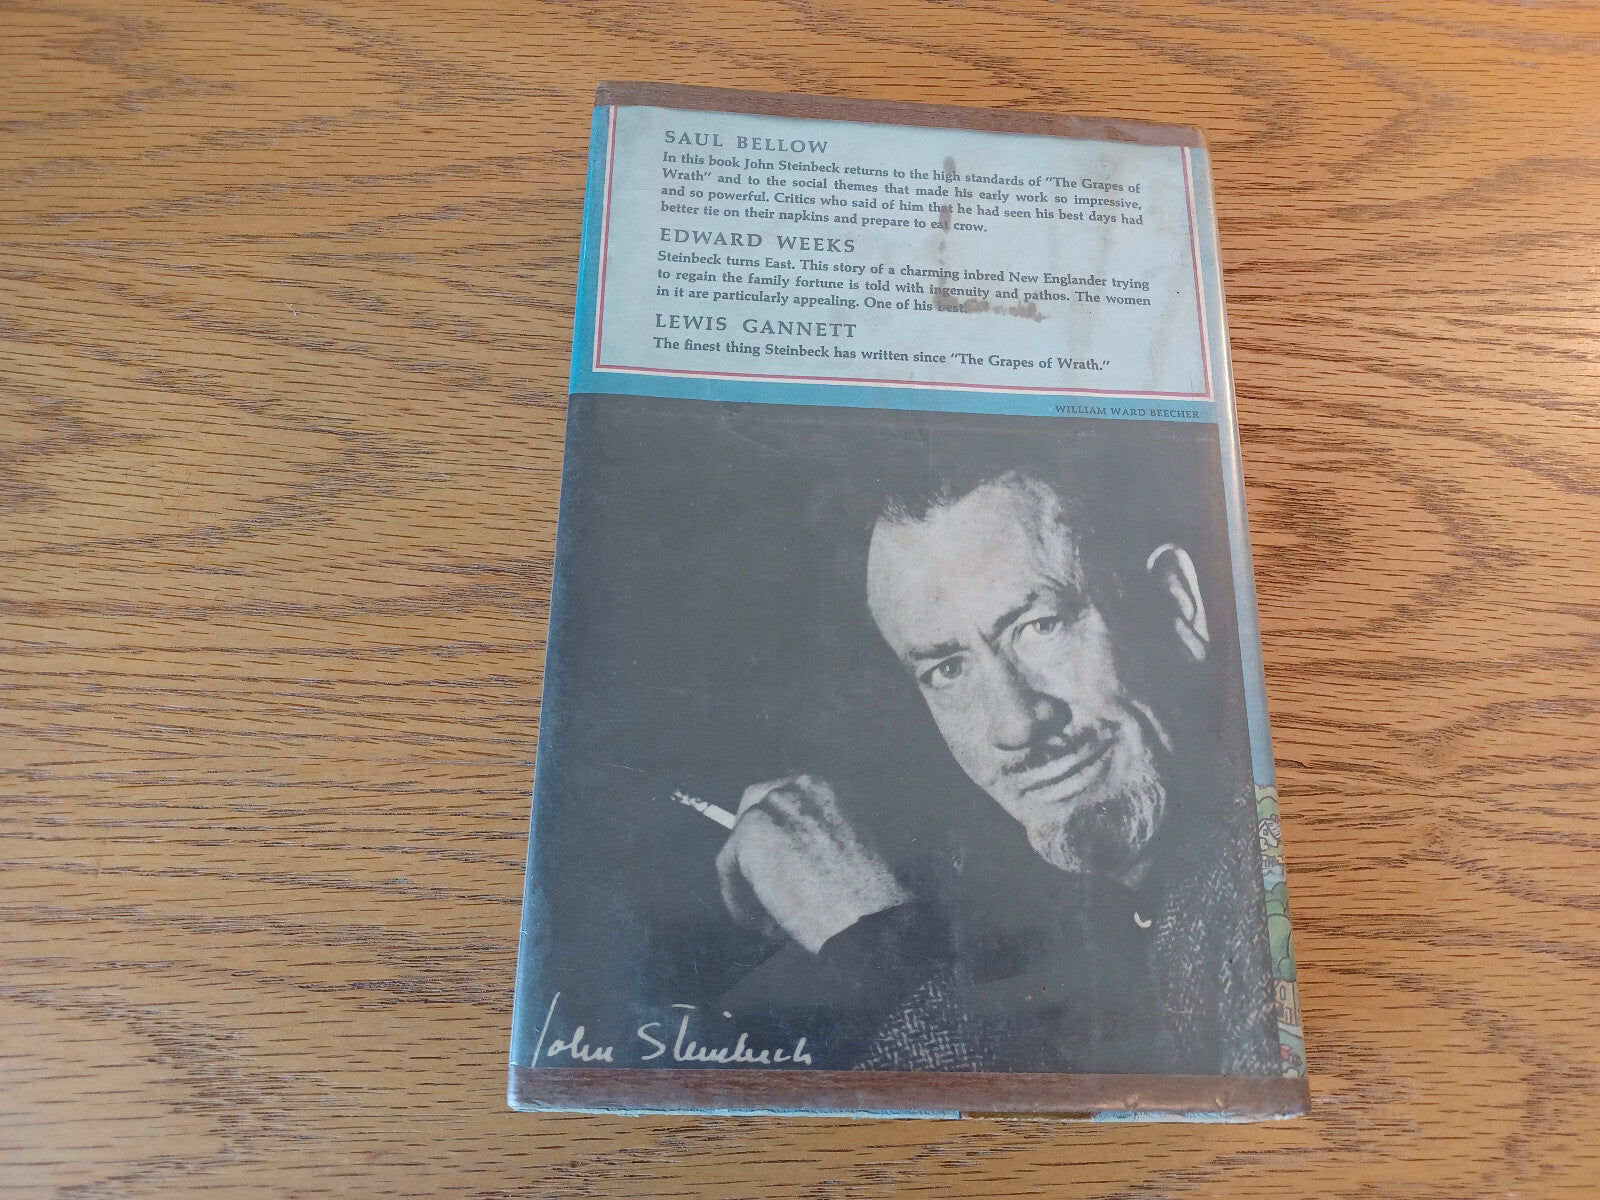 SAUL BELLOW
In this book John Steinbeck returns to the high standards of "The Grapes of
Wrath" and to the social themes that made his early work so impressive,
and so powerful. Critics who said of him that he had seen his best days had
better tie on their napkins and prepare to eat crow.
EDWARD WEEKS
Steinbeck turns East. This story of a charming inbred New Englander trying
to regain the family fortune is told with ingenuity and pathos. The women
in it are particularly appealing. One of his best.
LEWIS GANNETT
The finest thing Steinbeck has written since "The Grapes of Wrath."
WILLIAM WARD BEECHER
John Steinbeck